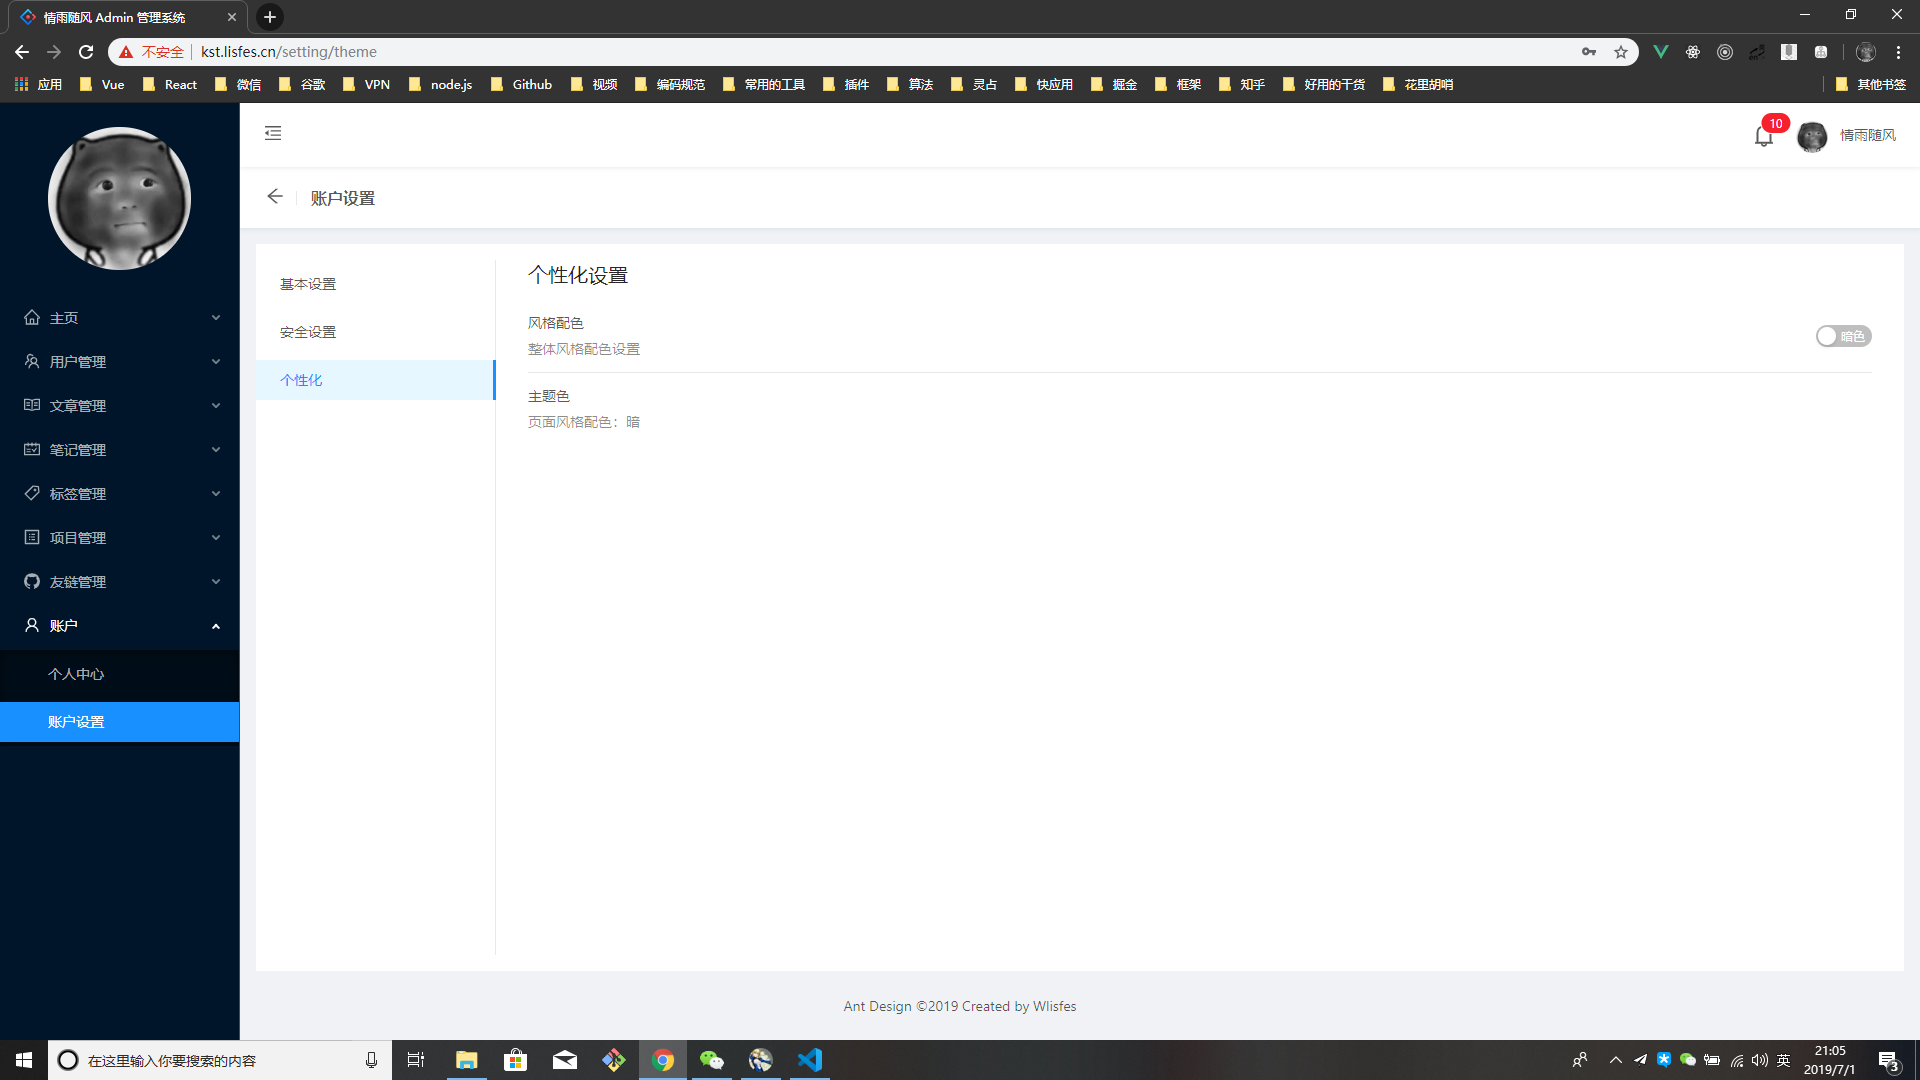 情雨随风 Admin 管理系统
不安全 kst.lisfes.cn/setting/theme
应用 Vue React 微信 谷歌 VPN node.js Github 视频 编码规范 常用的工具 插件 算法 灵占 快应用 掘金 框架 知乎 好用的干货 花里胡哨 其他书签
10 情雨随风
账户设置
主页
用户管理
文章管理
笔记管理
标签管理
项目管理
友链管理
账户
个人中心
账户设置
基本设置
安全设置
个性化
个性化设置
风格配色
整体风格配色设置
暗色
主题色
页面风格配色：暗
Ant Design ©2019 Created by Wlisfes
在这里输入你要搜索的内容
英
21:05
2019/7/1
3